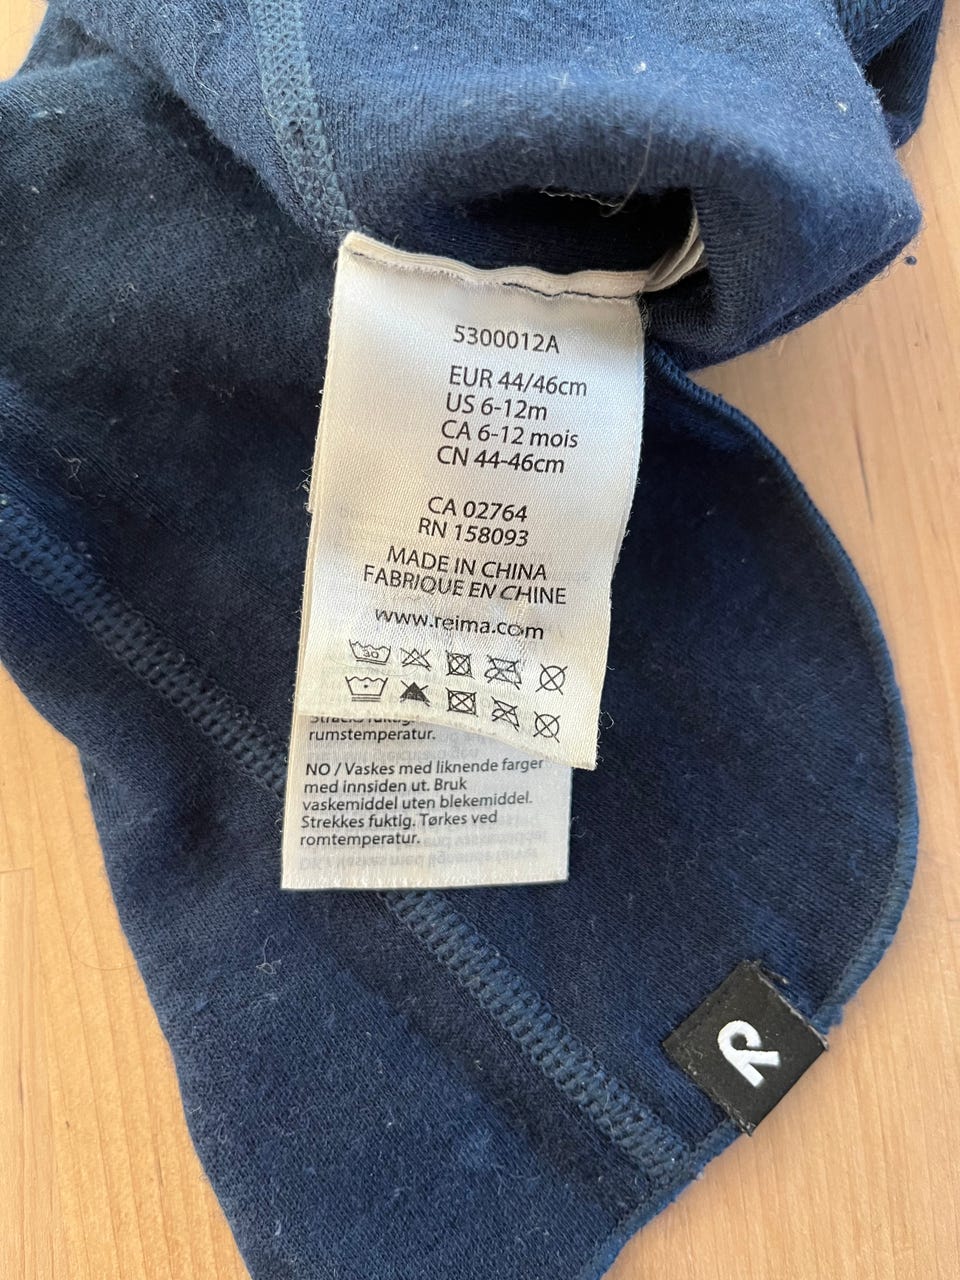 5300012A
EUR 44/46cm
US 6-12m
CA 6-12 mois
CN 44-46cm
CA 02764
RN 158093
MADE IN CHINA
FABRIQUE EN CHINE
www.reima.com
30
rumstemperatur.
NO / Vaskes med liknende farger
med innsiden ut. Bruk
vaskemiddel uten blekemiddel.
Strekkes fuktig. Tørkes ved
romtemperatur.
R